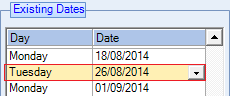 Existing Dates
Day Date
Monday 18/08/2014
Tuesday 26/08/2014
Monday 01/09/2014